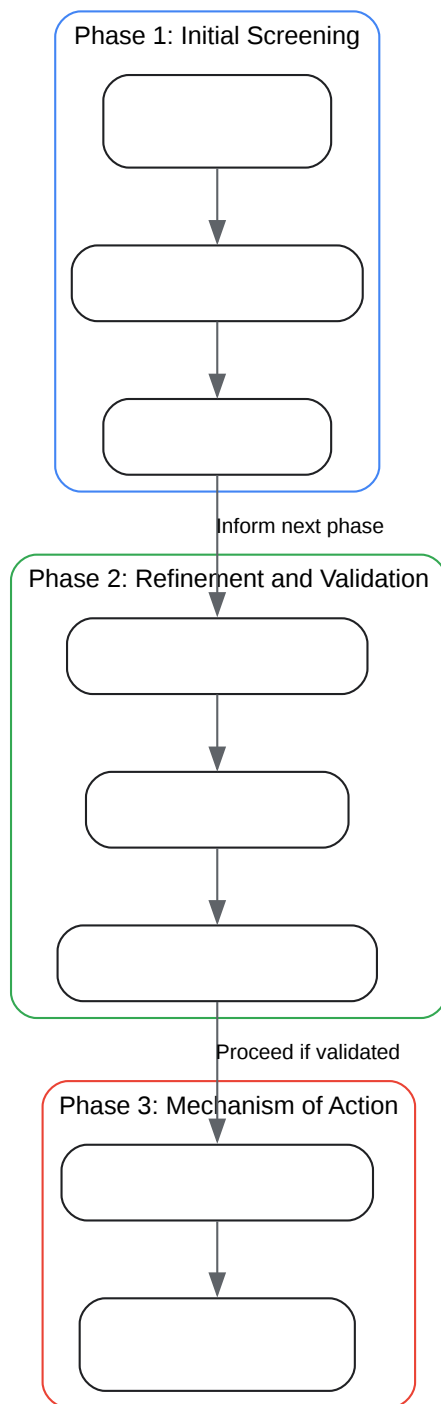 Phase 1: Initial Screening
Inform next phase
Phase 2: Refinement and Validation
Proceed if validated
Phase 3: Mechanism of Action